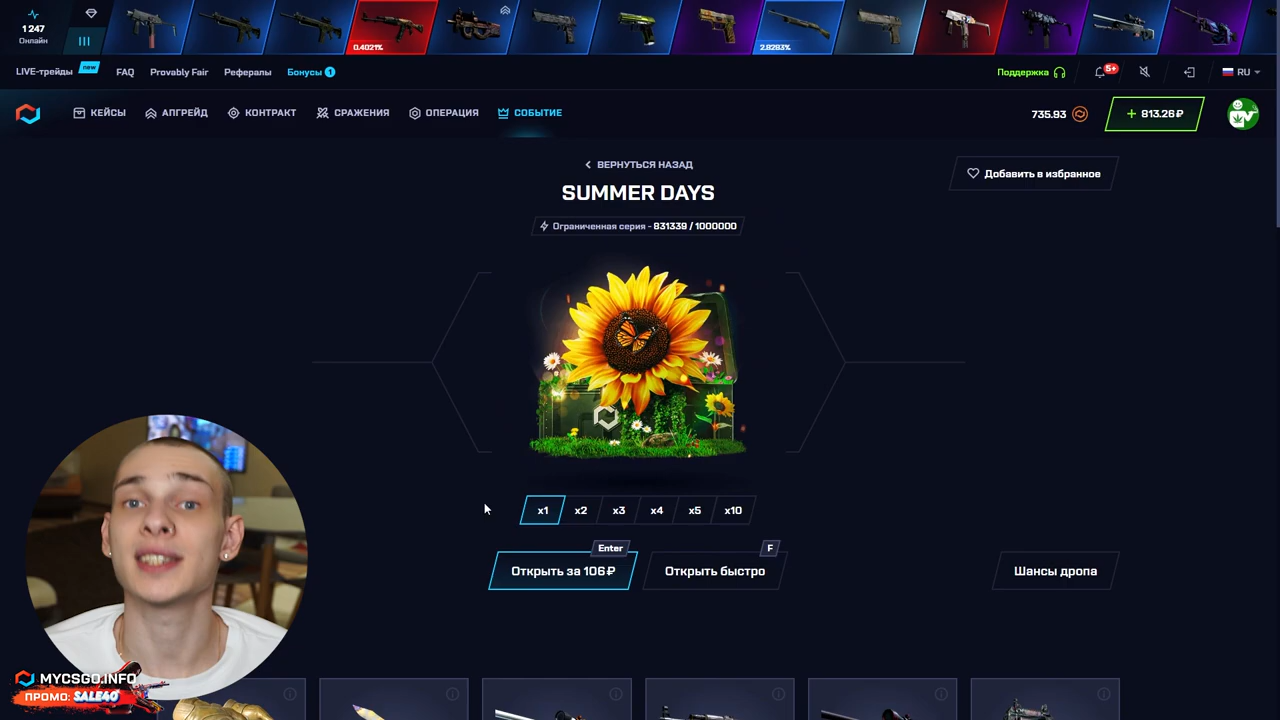 1 247
Онлайн
0.4021%
2.8283%
LIVE-трейды
new
FAQ
Provably Fair
Рефералы
Бонусы 1
Поддержка
5+
RU
КЕЙСЫ
АПГРЕЙД
КОНТРАКТ
СРАЖЕНИЯ
ОПЕРАЦИЯ
СОБЫТИЕ
735.93
+ 813.26 ₽
ВЕРНУТЬСЯ НАЗАД
SUMMER DAYS
Добавить в избранное
Ограниченная серия - 831339 / 1000000
x1
x2
x3
x4
x5
x10
Enter
F
Открыть за 106 ₽
Открыть быстро
Шансы дропа
MYCSGO.INFO
ПРОМО: SALE40